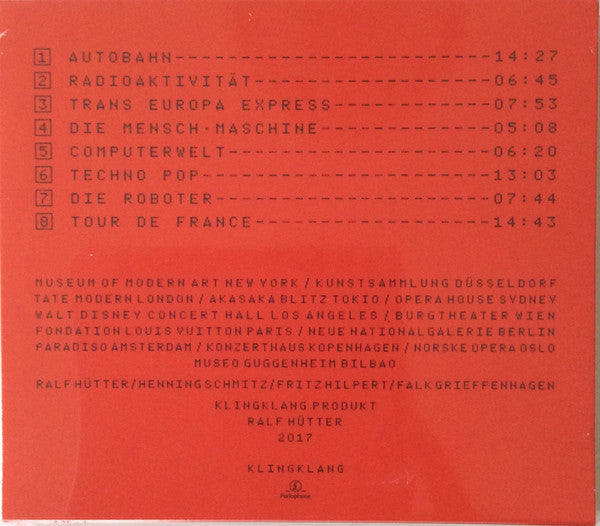 1 AUTOBAHN--------------------14:27
2 RADIOAKTIVITÄT--------------06:45
3 TRANS EUROPA EXPRESS--------07:53
4 DIE MENSCH·MASCHINE---------05:08
5 COMPUTERWELT----------------06:20
6 TECHNO POP------------------13:03
7 DIE ROBOTER-----------------07:44
8 TOUR DE FRANCE--------------14:43
MUSEUM OF MODERN ART NEW YORK / KUNSTSAMMLUNG DÜSSELDORF
TATE MODERN LONDON / AKASAKA BLITZ TOKIO / OPERA HOUSE SYDNEY
WALT DISNEY CONCERT HALL LOS ANGELES / BURGTHEATER WIEN
FONDATION LOUIS VUITTON PARIS / NEUE NATIONALGALERIE BERLIN
PARADISO AMSTERDAM / KONZERTHAUS KOPENHAGEN / NORSKE OPERA OSLO
MUSEO GUGGENHEIM BILBAO
RALF HÜTTER/HENNING SCHMITZ/FRITZ HILPERT/FALK GRIEFFENHAGEN
KLINGKLANG PRODUKT
RALF HÜTTER
2017
KLINGKLANG
Parlophone